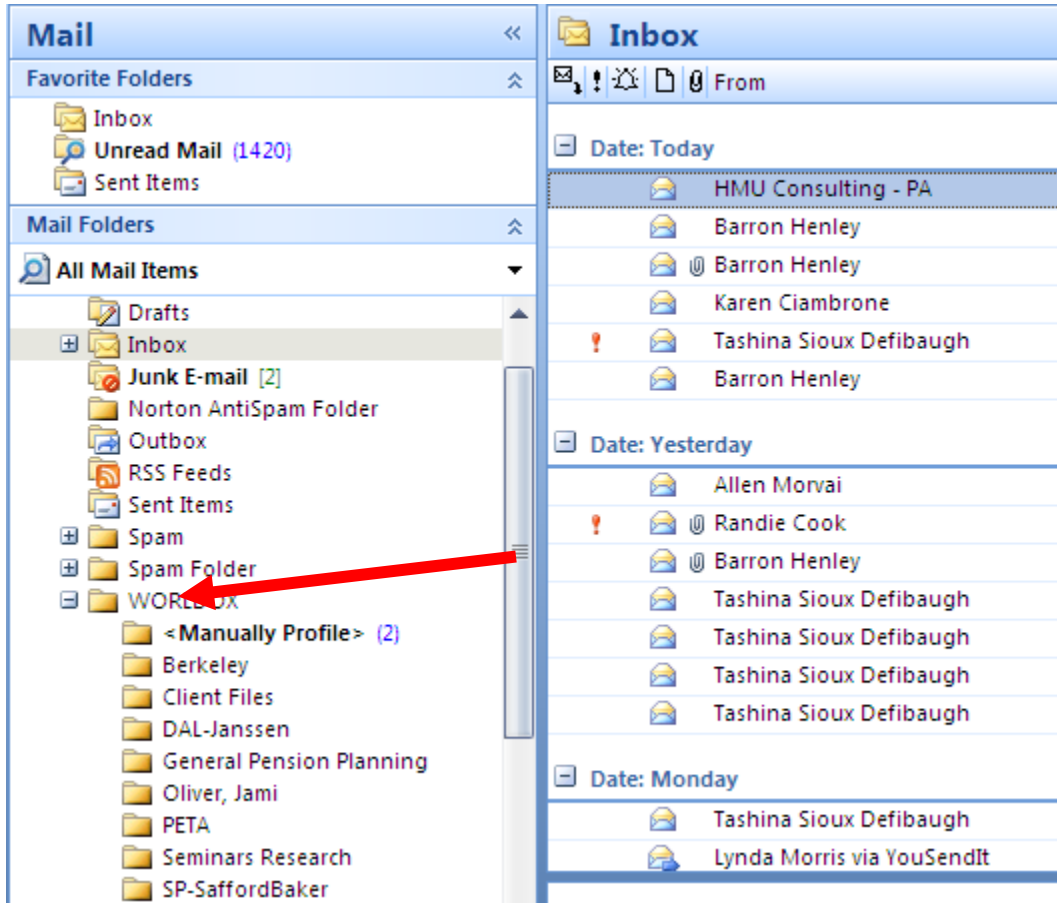 Mail
Favorite Folders
Inbox
Unread Mail (1420)
Sent Items
Mail Folders
All Mail Items
Drafts
Inbox
Junk E-mail [2]
Norton AntiSpam Folder
Outbox
RSS Feeds
Sent Items
Spam
Spam Folder
WORLDOX
<Manually Profile> (2)
Berkeley
Client Files
DAL-Janssen
General Pension Planning
Oliver, Jami
PETA
Seminars Research
SP-SaffordBaker
Inbox
From
Date: Today
HMU Consulting - PA
Barron Henley
Barron Henley
Karen Ciambrone
Tashina Sioux Defibaugh
Barron Henley
Date: Yesterday
Allen Morvai
Randie Cook
Barron Henley
Tashina Sioux Defibaugh
Tashina Sioux Defibaugh
Tashina Sioux Defibaugh
Tashina Sioux Defibaugh
Date: Monday
Tashina Sioux Defibaugh
Lynda Morris via YouSendIt